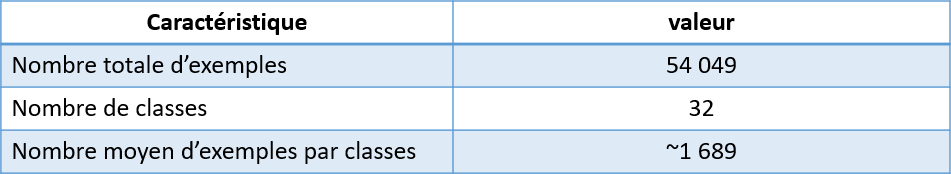 Caractéristique valeur
Nombre totale d’exemples 54 049
Nombre de classes 32
Nombre moyen d’exemples par classes ~1 689